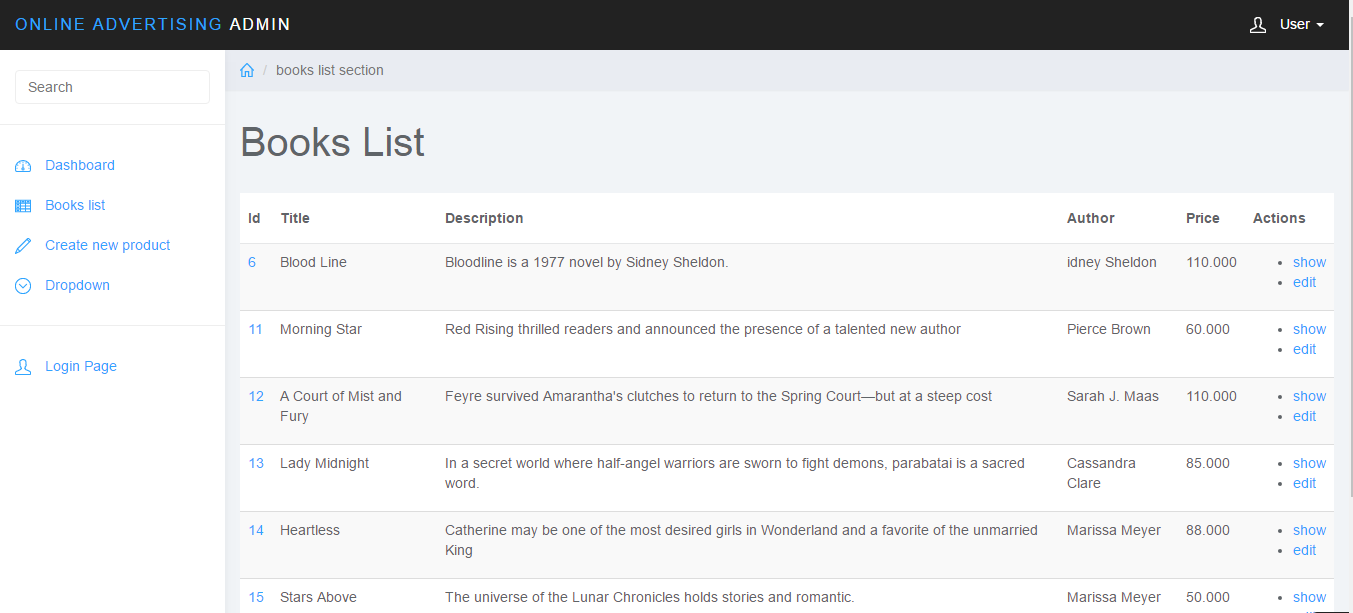 ONLINE ADVERTISING ADMIN
User
Search
/ books list section
Dashboard
Books list
Create new product
Dropdown
Login Page
Books List
Id Title Description Author Price Actions
6 Blood Line Bloodline is a 1977 novel by Sidney Sheldon. idney Sheldon 110.000 • show
• edit
11 Morning Star Red Rising thrilled readers and announced the presence of a talented new author Pierce Brown 60.000 • show
• edit
12 A Court of Mist and Feyre survived Amarantha's clutches to return to the Spring Court—but at a steep cost Sarah J. Maas 110.000 • show
Fury • edit
13 Lady Midnight In a secret world where half-angel warriors are sworn to fight demons, parabatai is a sacred Cassandra 85.000 • show
word. Clare • edit
14 Heartless Catherine may be one of the most desired girls in Wonderland and a favorite of the unmarried Marissa Meyer 88.000 • show
King • edit
15 Stars Above The universe of the Lunar Chronicles holds stories and romantic. Marissa Meyer 50.000 • show